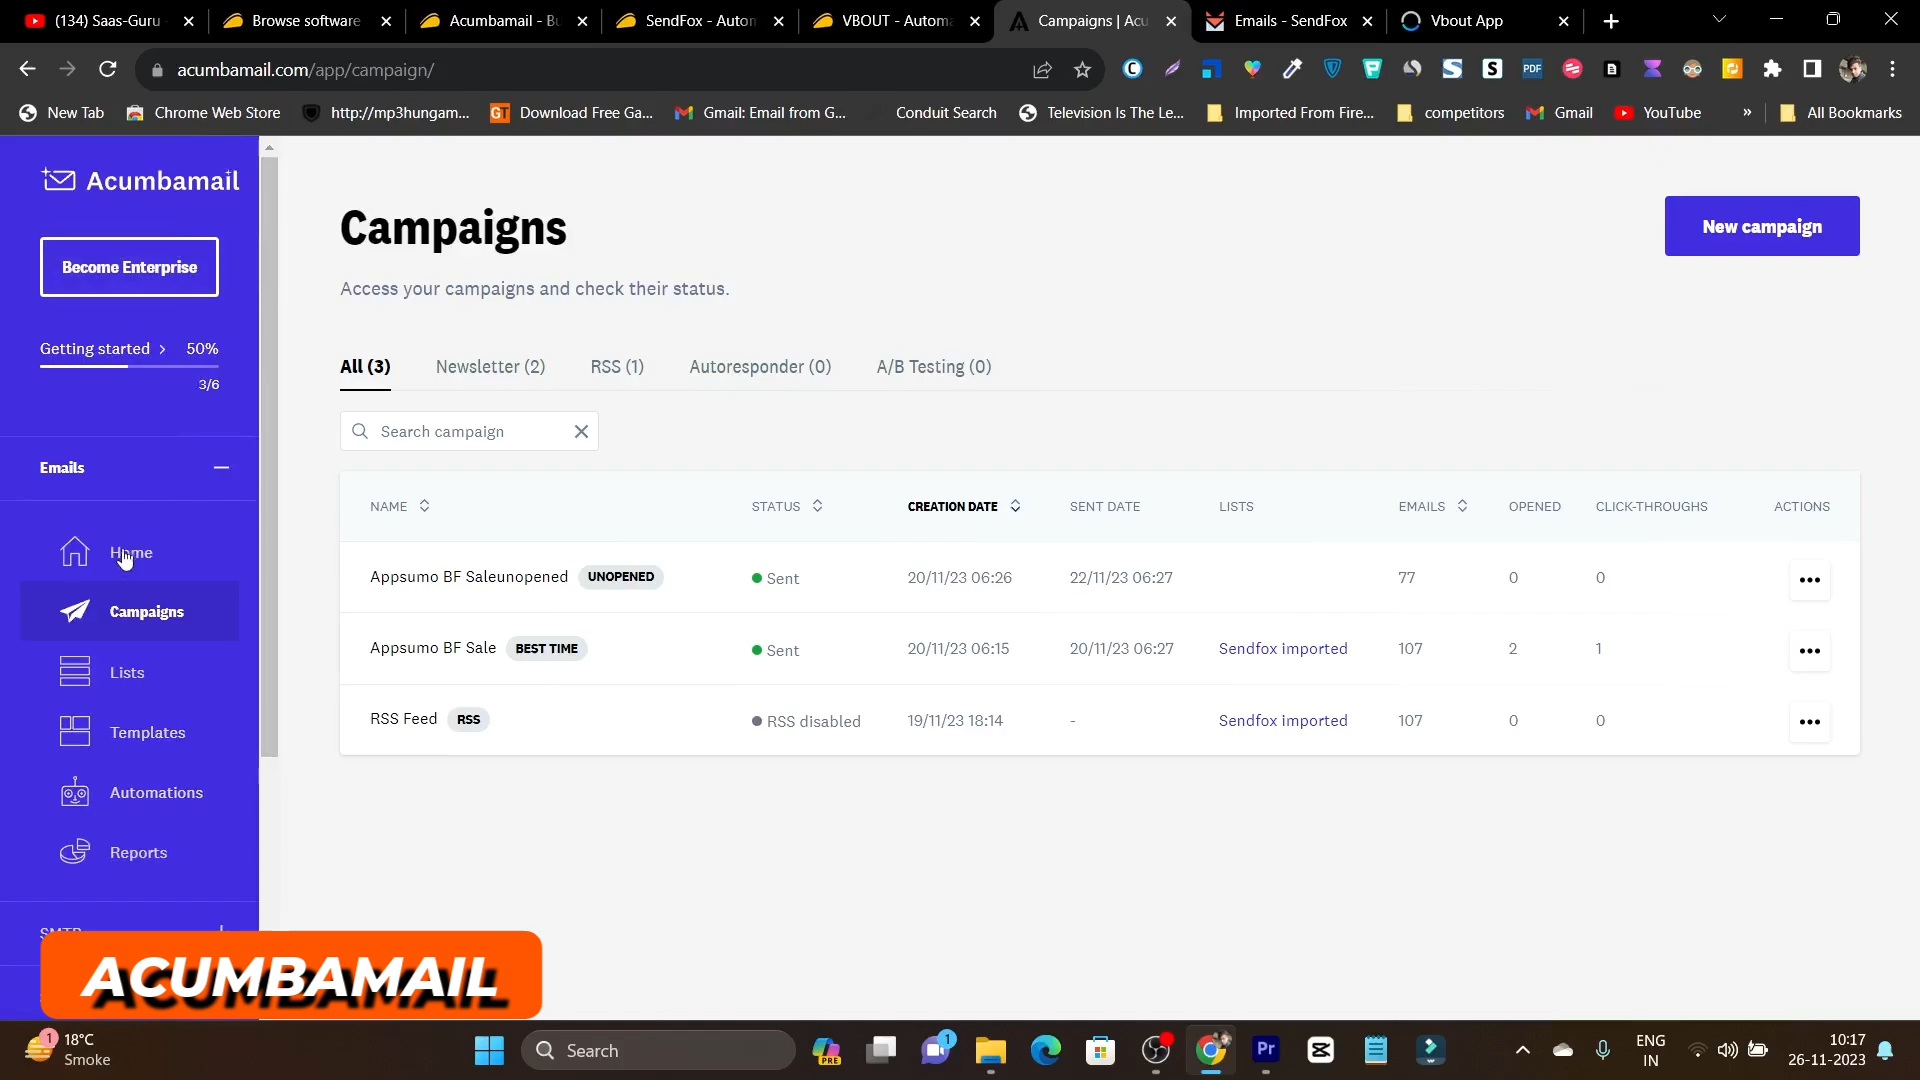 (134) Saas-Guru
Browse software
Acumbamail - Bu
SendFox - Autom
VBOUT - Automa
Campaigns | Acu
Emails - SendFox
Vbout App
acumbamail.com/app/campaign/
New Tab
Chrome Web Store
http://mp3hungam...
Download Free Ga...
Gmail: Email from G...
Conduit Search
Television Is The Le...
Imported From Fire...
competitors
Gmail
YouTube
»
All Bookmarks
Acumbamail
Become Enterprise
Getting started > 50%
3/6
Emails
Home
Campaigns
Lists
Templates
Automations
Reports
SMTP
Campaigns
New campaign
Access your campaigns and check their status.
All (3) Newsletter (2) RSS (1) Autoresponder (0) A/B Testing (0)
Search campaign
NAME STATUS CREATION DATE SENT DATE LISTS EMAILS OPENED CLICK-THROUGHS ACTIONS
Appsumo BF Saleunopened UNOPENED Sent 20/11/23 06:26 22/11/23 06:27 77 0 0
Appsumo BF Sale BEST TIME Sent 20/11/23 06:15 20/11/23 06:27 Sendfox imported 107 2 1
RSS Feed RSS RSS disabled 19/11/23 18:14 - Sendfox imported 107 0 0
ACUMBAMAIL
1
18°C
Smoke
Search
PRE
1
Pr
ENG
IN
10:17
26-11-2023